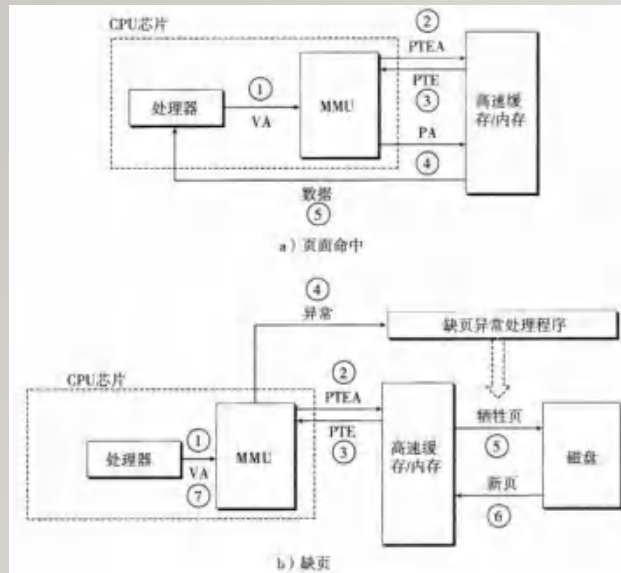 CPU芯片
②
PTEA
处理器
①
VA
MMU
PTE
③
高速缓存/内存
PA
④
数据
⑤
a）页面命中
④
异常
缺页异常处理程序
CPU芯片
②
PTEA
处理器
①
VA
⑦
MMU
PTE
③
高速缓存/内存
牺牲页
⑤
磁盘
新页
⑥
b）缺页